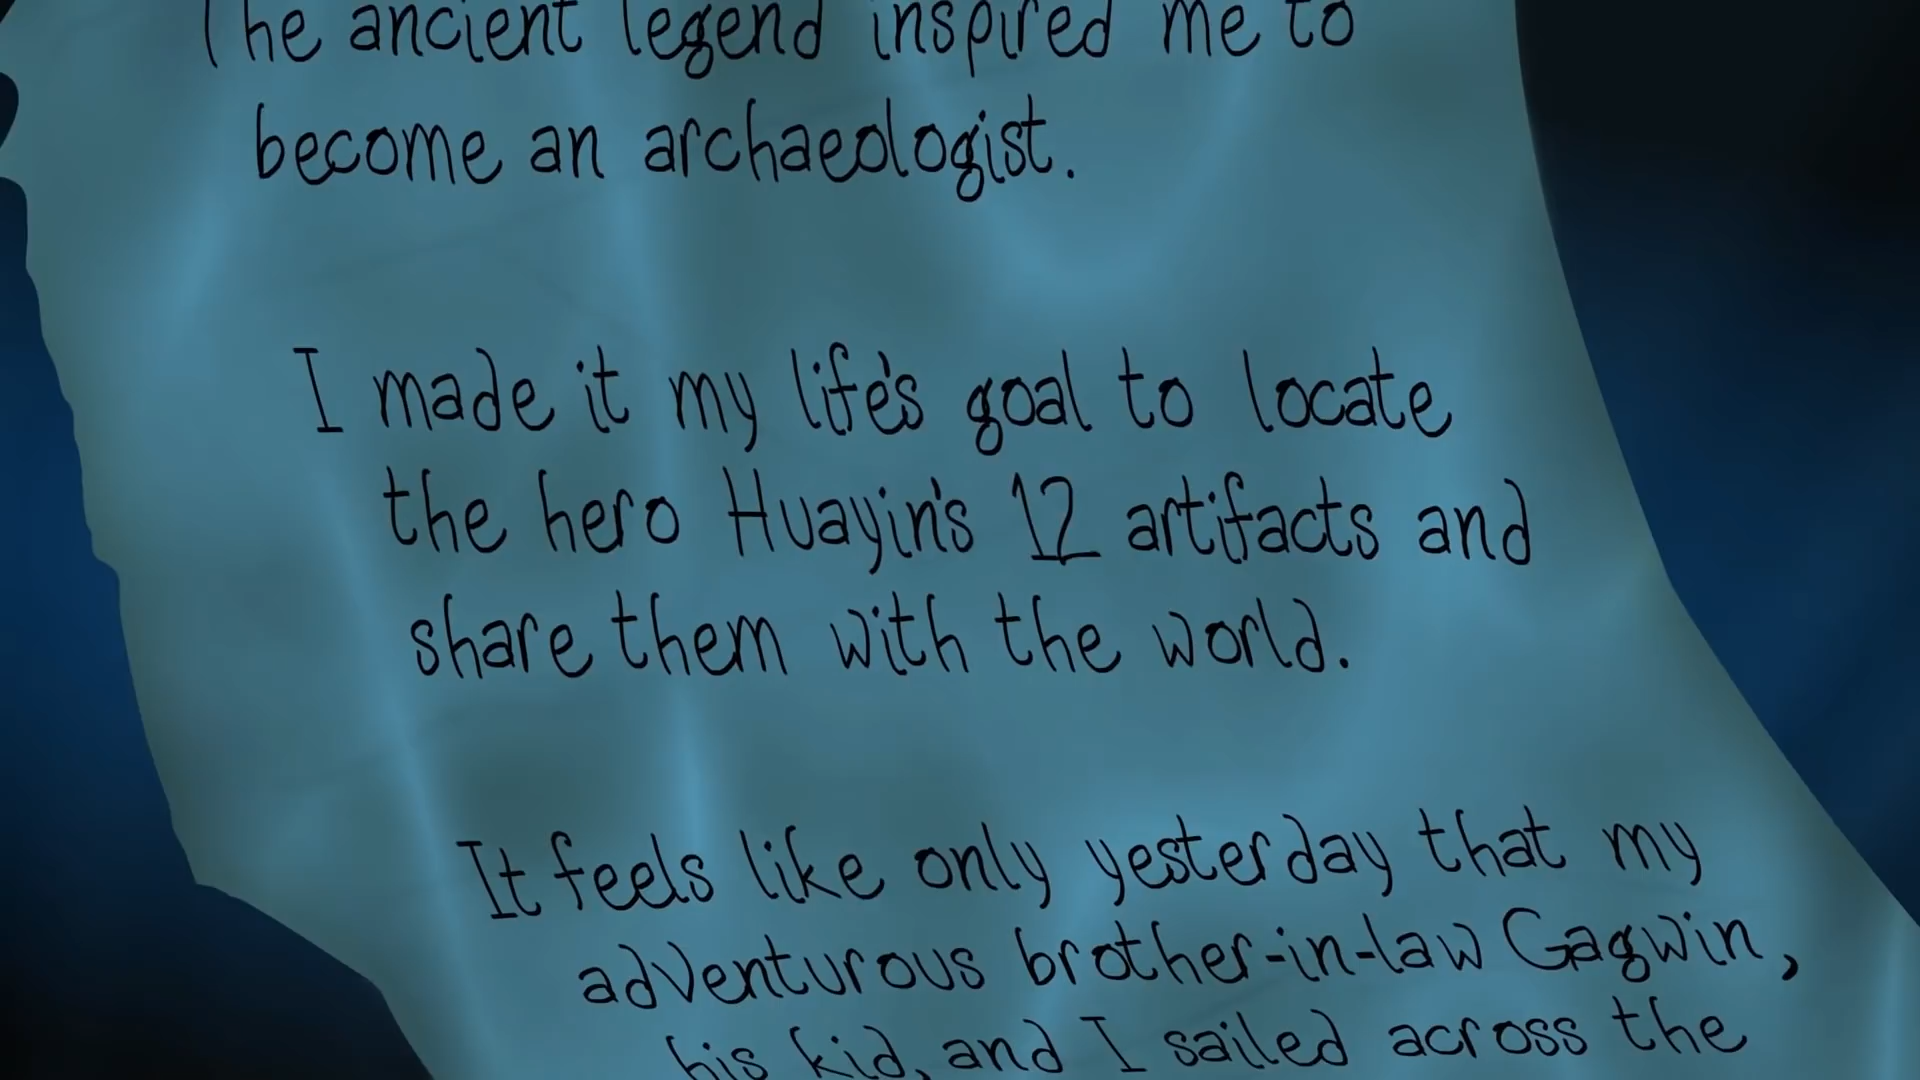 The ancient legend inspired me to
become an archaeologist.
I made it my life's goal to locate
the hero Huayin's 12 artifacts and
share them with the world.
It feels like only yesterday that my
adventurous brother-in-law Gagwin,
his kid, and I sailed across the